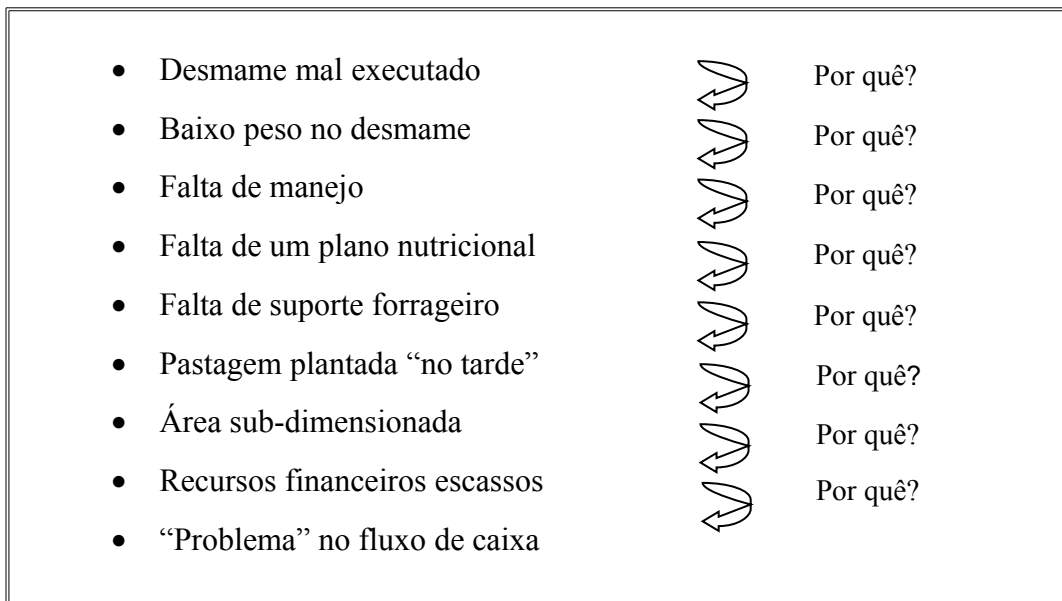 • Desmame mal executado Por quê?
• Baixo peso no desmame Por quê?
• Falta de manejo Por quê?
• Falta de um plano nutricional Por quê?
• Falta de suporte forrageiro Por quê?
• Pastagem plantada “no tarde” Por quê?
• Área sub-dimensionada Por quê?
• Recursos financeiros escassos Por quê?
• “Problema” no fluxo de caixa